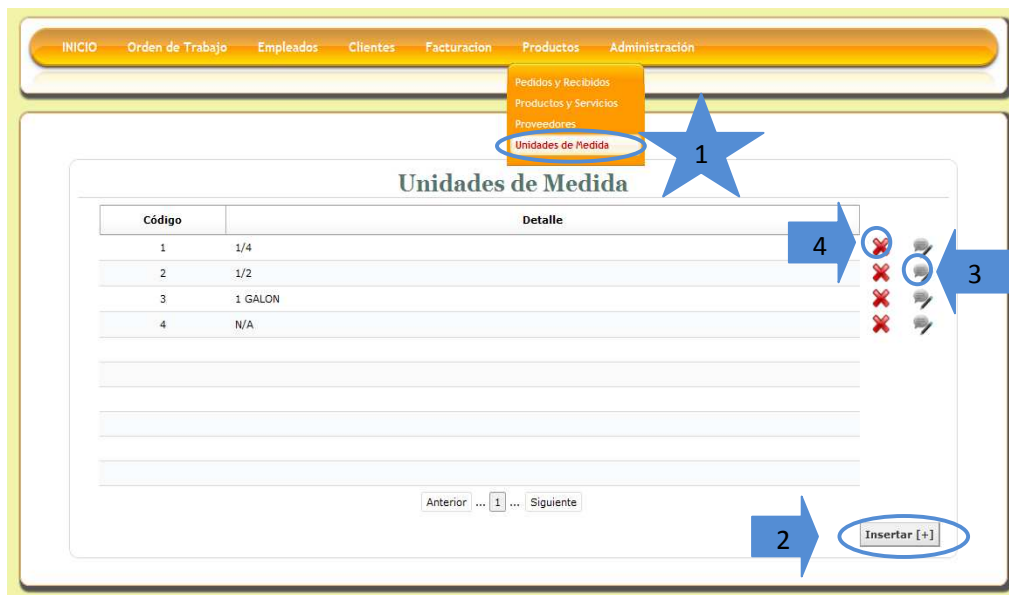 INICIO Orden de Trabajo Empleados Clientes Facturacion Productos Administración
Pedidos y Recibidos
Productos y Servicios
Proveedores
Unidades de Medida
1
Unidades de Medida
Código Detalle
1 1/4
4
2 1/2
3
3 1 GALON
4 N/A
Anterior ... 1 ... Siguiente
2
Insertar [+]